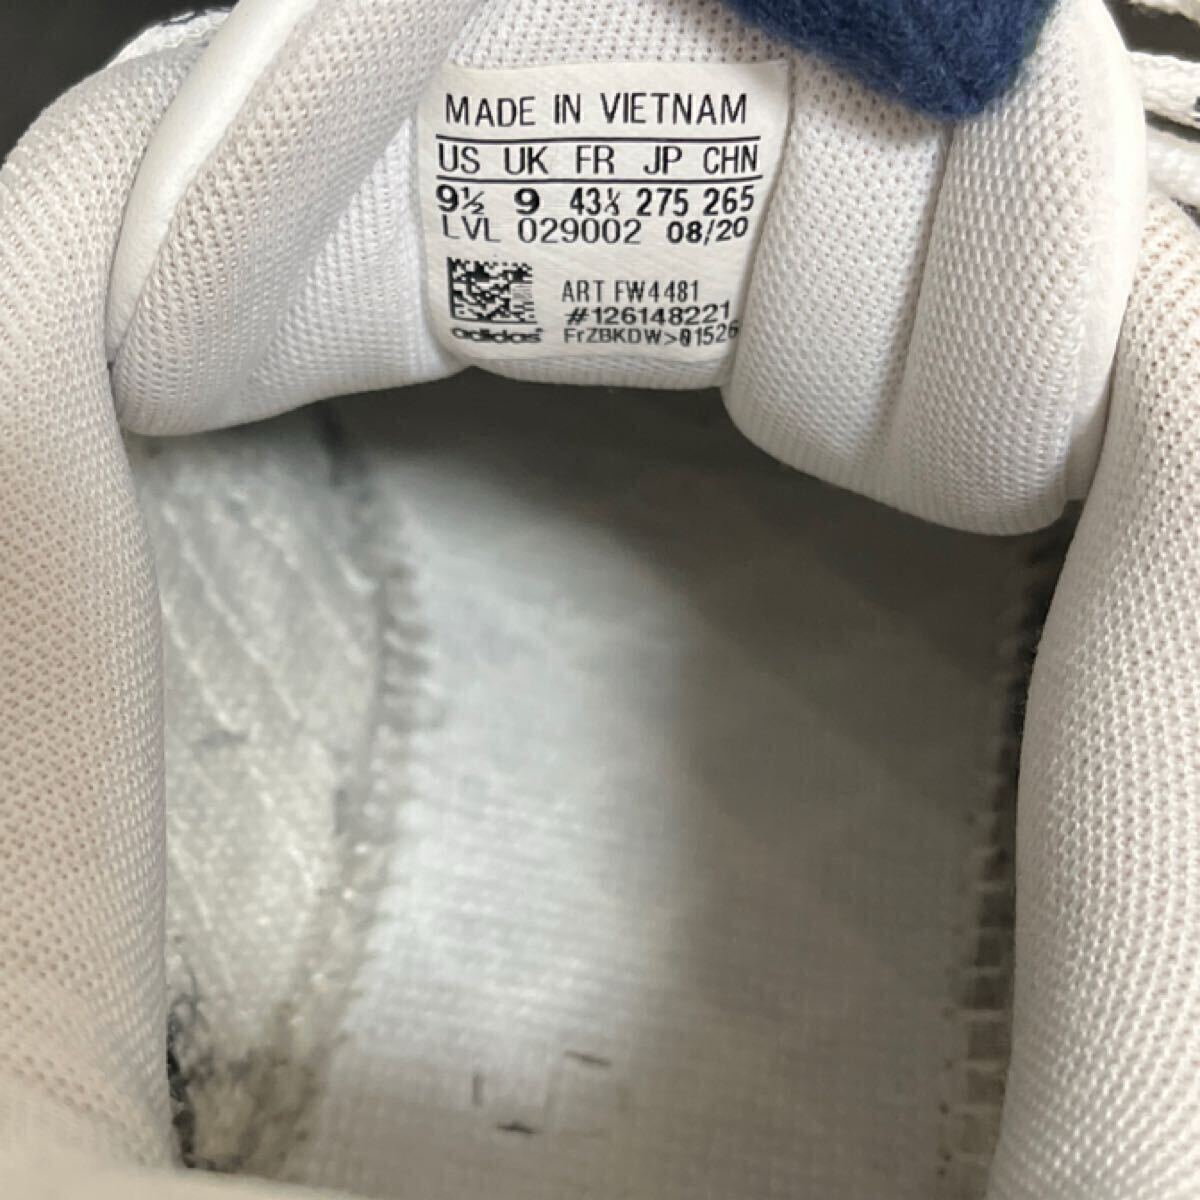 MADE IN VIETNAM
US UK FR JP CHN
9½ 9 43⅓ 275 265
LVL 029002 08/20
ART FW4481
#126148221
adidas FrZBKDW>01526